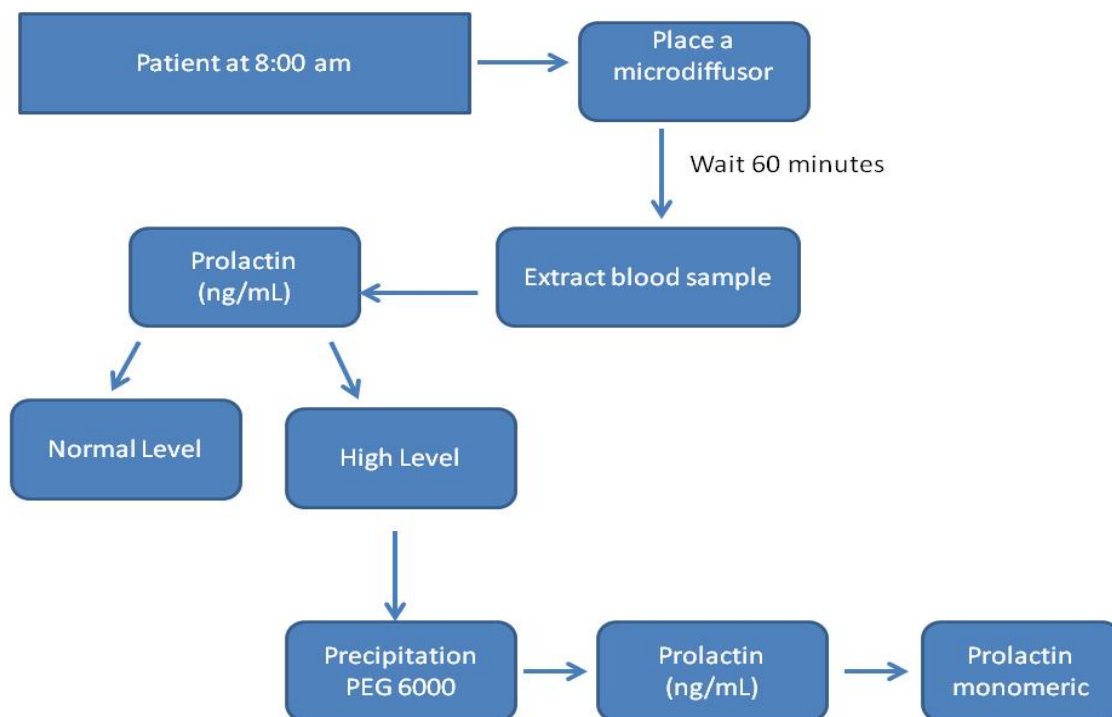 Patient at 8:00 am
Place a
microdiffusor
Wait 60 minutes
Extract blood sample
Prolactin
(ng/mL)
Normal Level
High Level
Precipitation
PEG 6000
Prolactin
(ng/mL)
Prolactin
monomeric